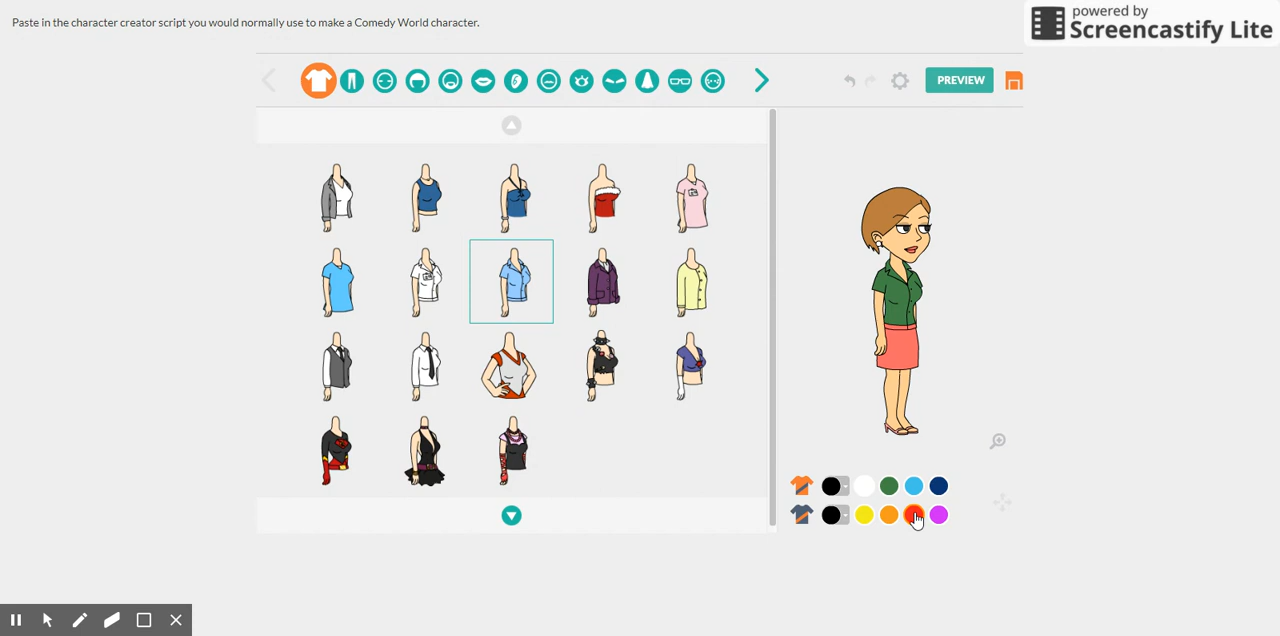 Paste in the character creator script you would normally use to make a Comedy World character.
powered by
Screencastify Lite
PREVIEW